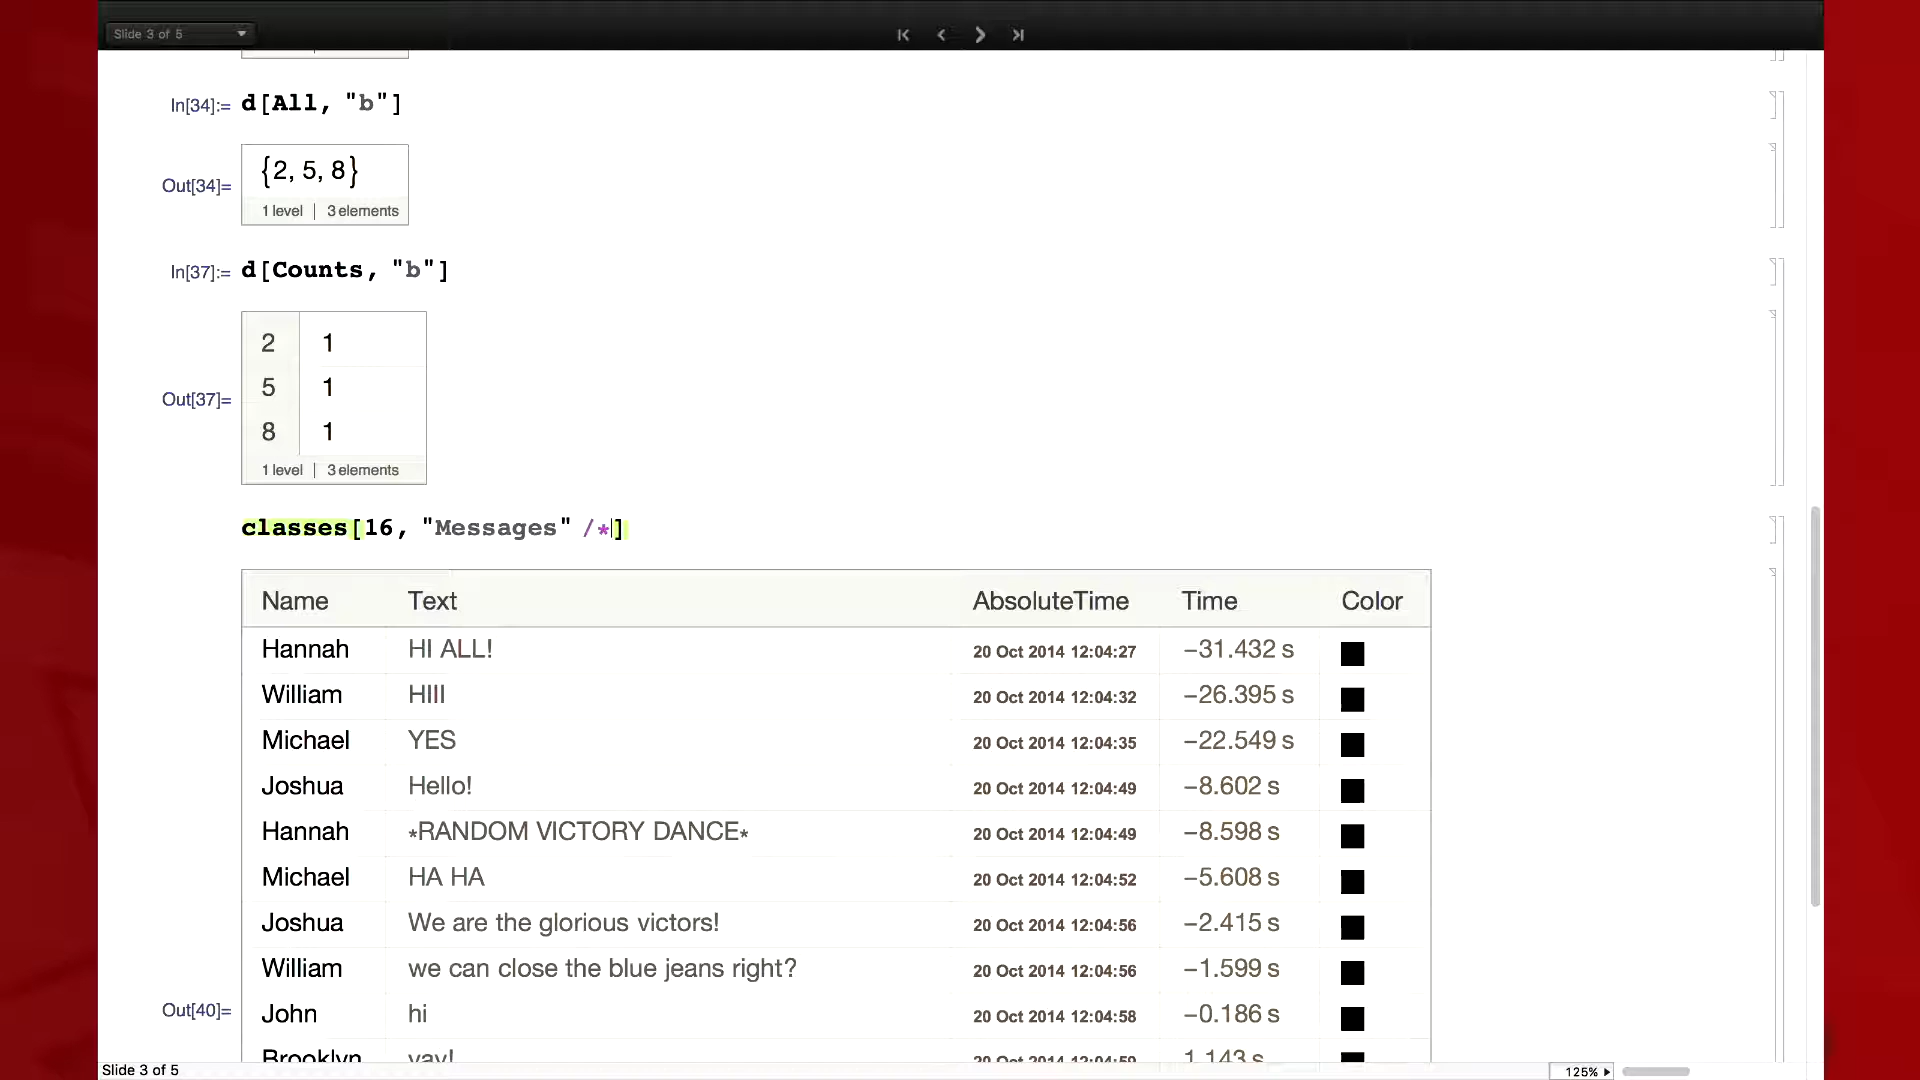 Slide 3 of 5
In[34]:= d[All, "b"]
Out[34]= {2, 5, 8}
1 level | 3 elements
In[37]:= d[Counts, "b"]
2 1
Out[37]= 5 1
8 1
1 level | 3 elements
classes[16, "Messages" /*]
Name Text AbsoluteTime Time Color
Hannah HI ALL! 20 Oct 2014 12:04:27 −31.432 s
William HIII 20 Oct 2014 12:04:32 −26.395 s
Michael YES 20 Oct 2014 12:04:35 −22.549 s
Joshua Hello! 20 Oct 2014 12:04:49 −8.602 s
Hannah *RANDOM VICTORY DANCE* 20 Oct 2014 12:04:49 −8.598 s
Michael HA HA 20 Oct 2014 12:04:52 −5.608 s
Joshua We are the glorious victors! 20 Oct 2014 12:04:56 −2.415 s
William we can close the blue jeans right? 20 Oct 2014 12:04:56 −1.599 s
Out[40]= John hi 20 Oct 2014 12:04:58 −0.186 s
Brooklyn yay! 20 Oct 2014 12:04:59 1.143 s
Slide 3 of 5 125%